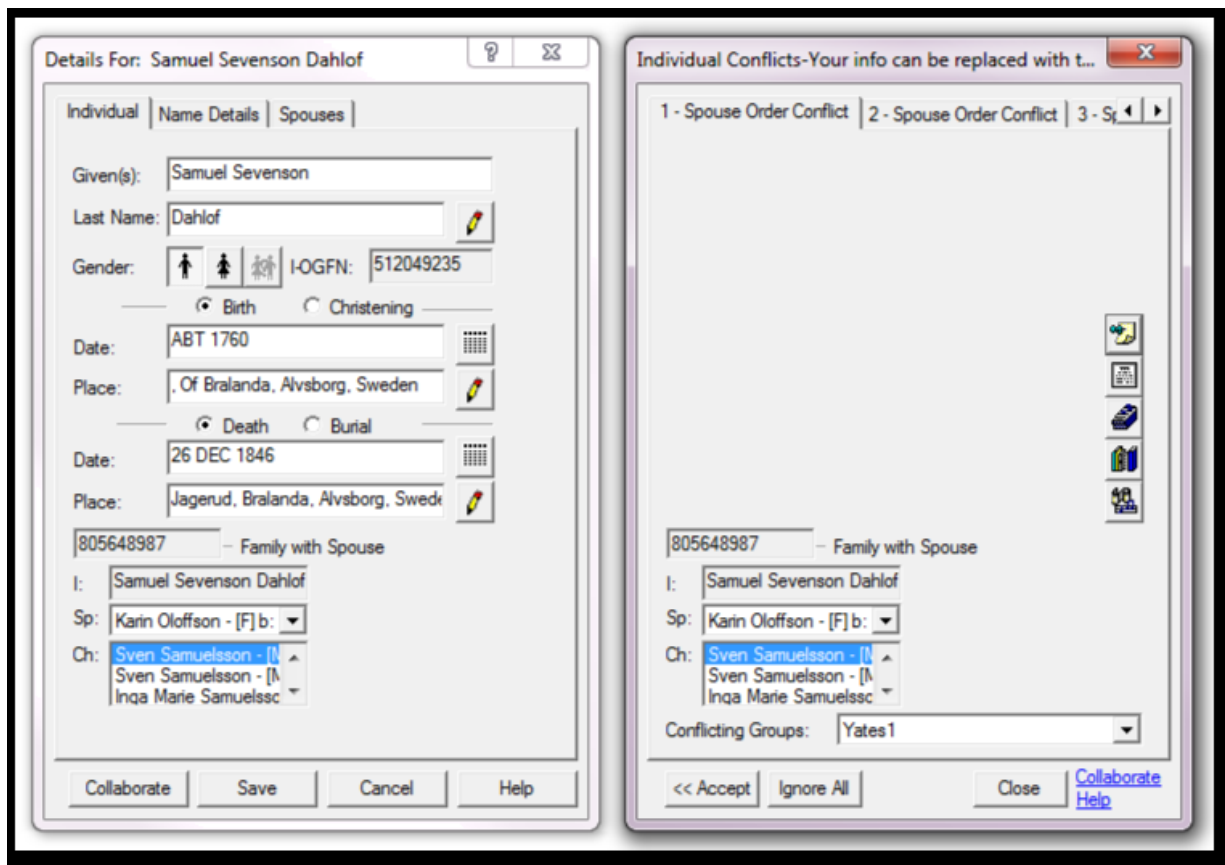 Details For: Samuel Sevenson Dahlof
Individual Name Details Spouses
Given(s): Samuel Sevenson
Last Name: Dahlof
Gender: I-OGFN: 512049235
Birth Christening
Date: ABT 1760
Place: , Of Bralanda, Alvsborg, Sweden
Death Burial
Date: 26 DEC 1846
Place: Jagerud, Bralanda, Alvsborg, Swede
805648987 - Family with Spouse
I: Samuel Sevenson Dahlof
Sp: Karin Oloffson - [F] b:
Ch: Sven Samuelsson - [M
Sven Samuelsson - [M
Inga Marie Samuelssc
Collaborate Save Cancel Help
Individual Conflicts-Your info can be replaced with t...
1 - Spouse Order Conflict 2 - Spouse Order Conflict 3 - Sp
805648987 - Family with Spouse
I: Samuel Sevenson Dahlof
Sp: Karin Oloffson - [F] b:
Ch: Sven Samuelsson - [M
Sven Samuelsson - [M
Inga Marie Samuelssc
Conflicting Groups: Yates1
<< Accept Ignore All Close Collaborate
Help